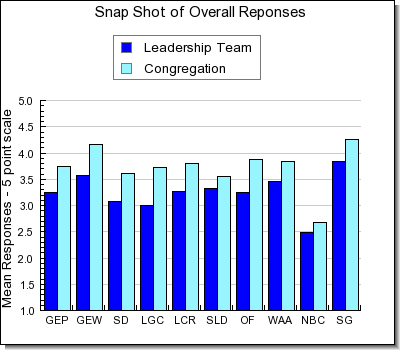 Snap Shot of Overall Reponses
Leadership Team
Congregation
Mean Responses - 5 point scale
5.0
4.5
4.0
3.5
3.0
2.5
2.0
1.5
1.0
GEP GEW SD LGC LCR SLD OF WAA NBC SG